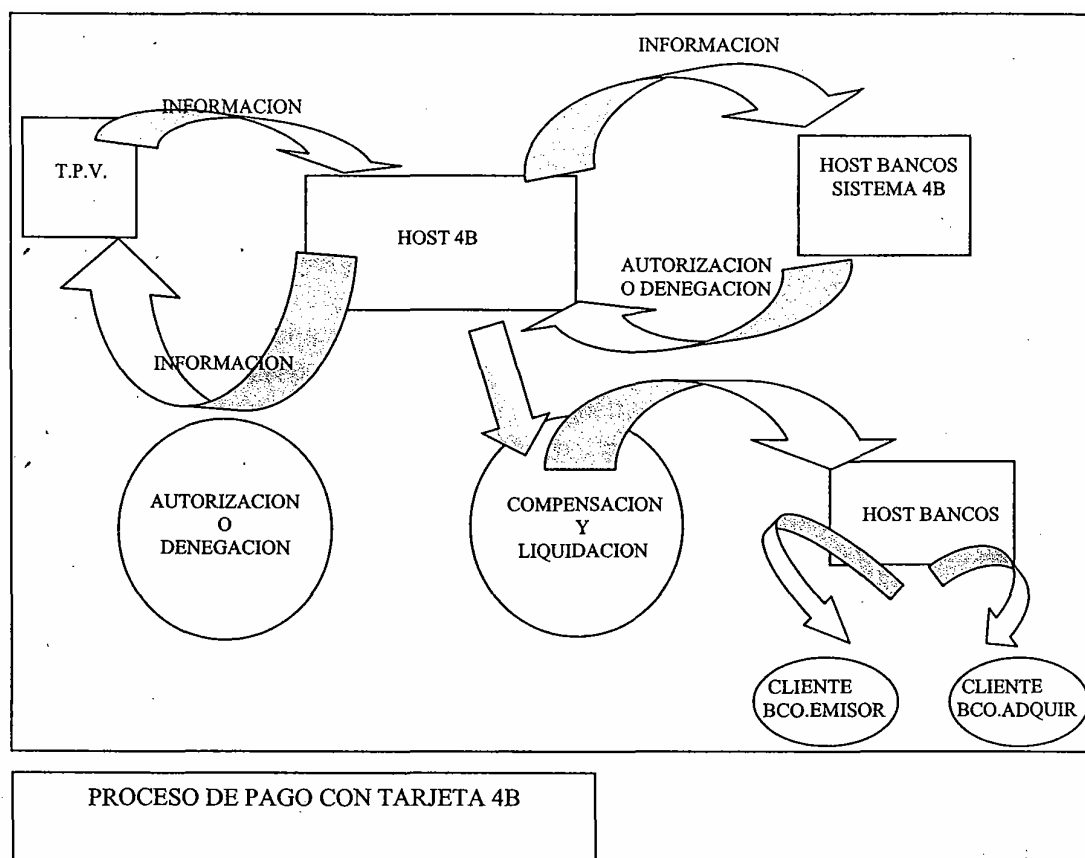 INFORMACION
INFORMACION
T.P.V.
HOST BANCOS
SISTEMA 4B
HOST 4B
AUTORIZACION
O DENEGACION
INFORMACION
AUTORIZACION
O
DENEGACION
COMPENSACION
Y
LIQUIDACION
HOST BANCOS
CLIENTE
BCO.EMISOR
CLIENTE
BCO.ADQUIR
PROCESO DE PAGO CON TARJETA 4B